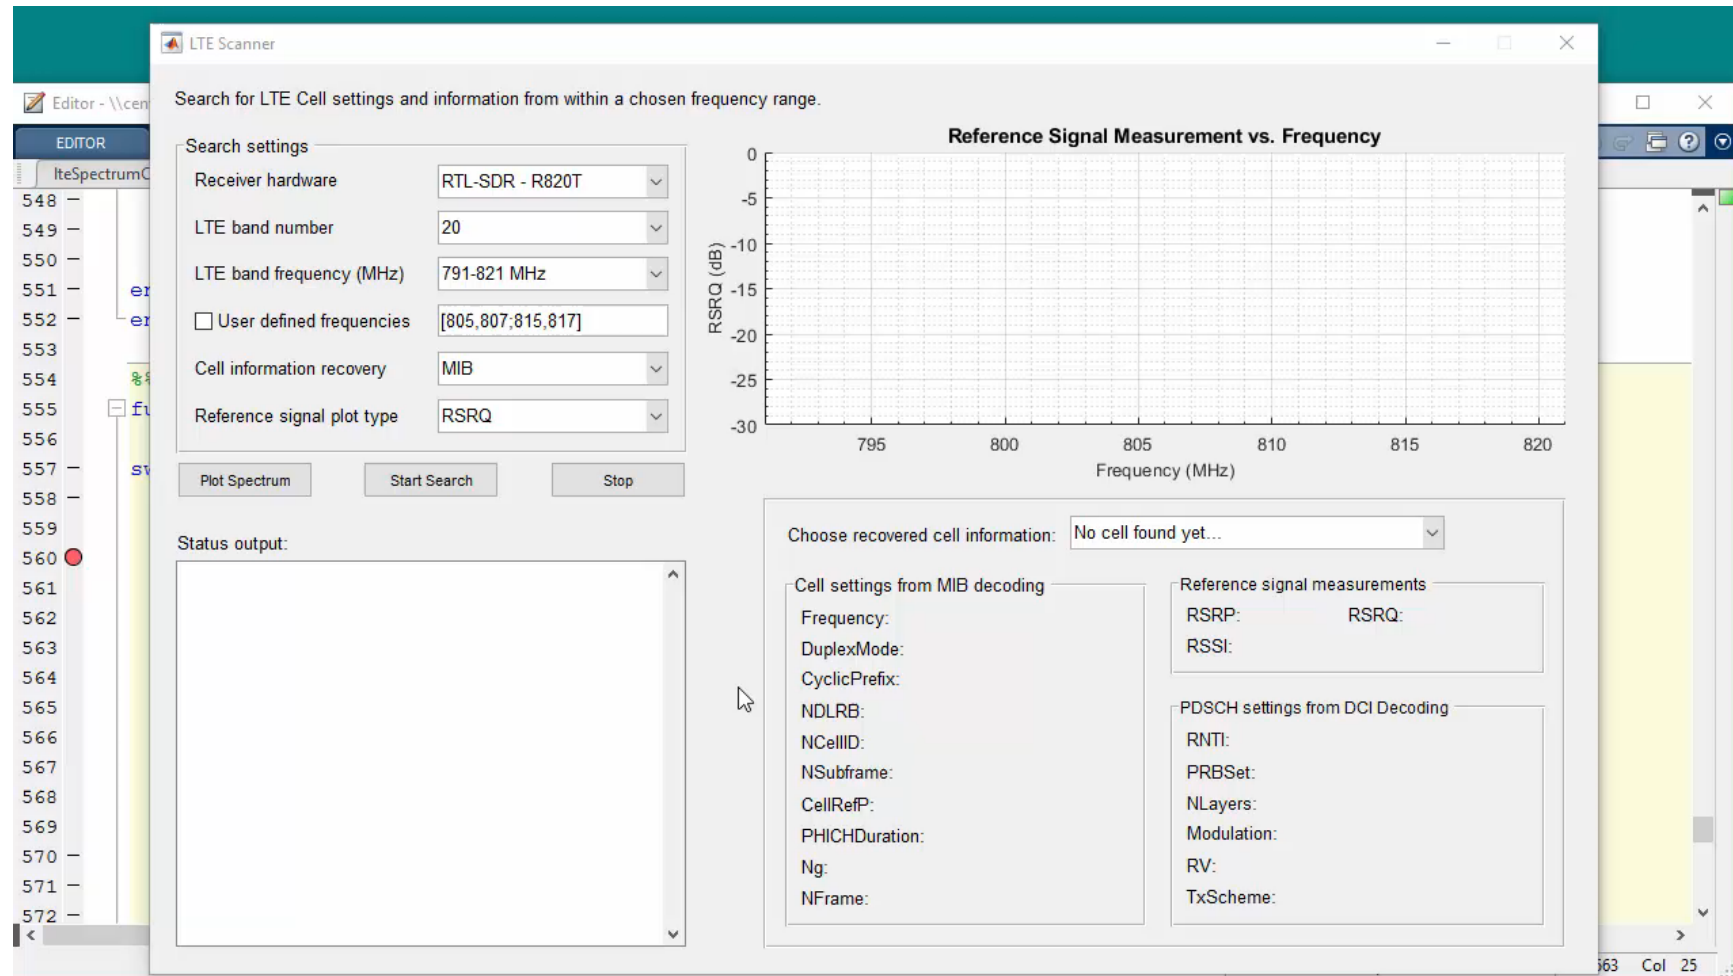 LTE Scanner
Editor - \\cen
Search for LTE Cell settings and information from within a chosen frequency range.
EDITOR
lteSpectrumC
Search settings
Receiver hardware RTL-SDR - R820T
LTE band number 20
LTE band frequency (MHz) 791-821 MHz
User defined frequencies [805,807;815,817]
Cell information recovery MIB
Reference signal plot type RSRQ
Plot Spectrum Start Search Stop
Status output:
Reference Signal Measurement vs. Frequency
RSRQ (dB)
0
-5
-10
-15
-20
-25
-30
795 800 805 810 815 820
Frequency (MHz)
Choose recovered cell information: No cell found yet...
Cell settings from MIB decoding
Frequency:
DuplexMode:
CyclicPrefix:
NDLRB:
NCellID:
NSubframe:
CellRefP:
PHICHDuration:
Ng:
NFrame:
Reference signal measurements
RSRP: RSRQ:
RSSI:
PDSCH settings from DCI Decoding
RNTI:
PRBSet:
NLayers:
Modulation:
RV:
TxScheme:
548
549
550
551 er
552 er
553
554 %%
555 fu
556
557 sw
558
559
560
561
562
563
564
565
566
567
568
569
570
571
572
563 Col 25